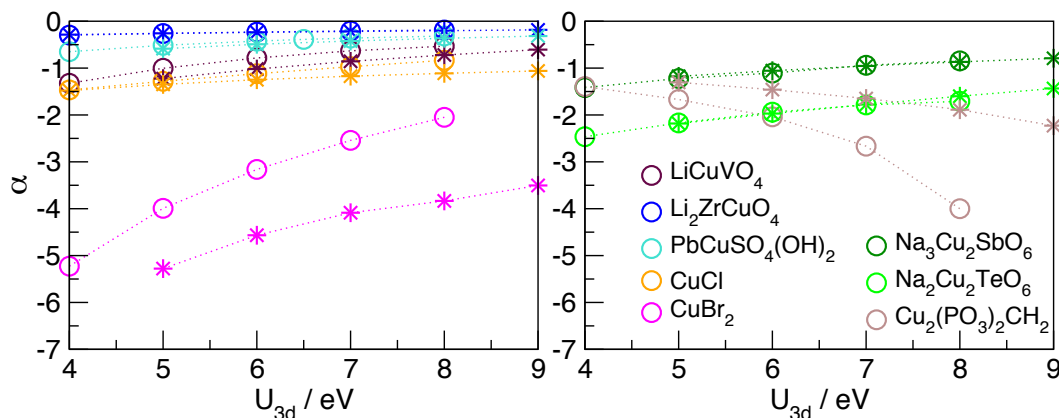 0
-1
-2
-3
-4
-5
-6
-7
α
4 5 6 7 8 9
U₃d / eV
LiCuVO₄
Li₂ZrCuO₄
PbCuSO₄(OH)₂
CuCl
CuBr₂
0
-1
-2
-3
-4
-5
-6
-7
4 5 6 7 8 9
U₃d / eV
Na₃Cu₂SbO₆
Na₂Cu₂TeO₆
Cu₂(PO₃)₂CH₂